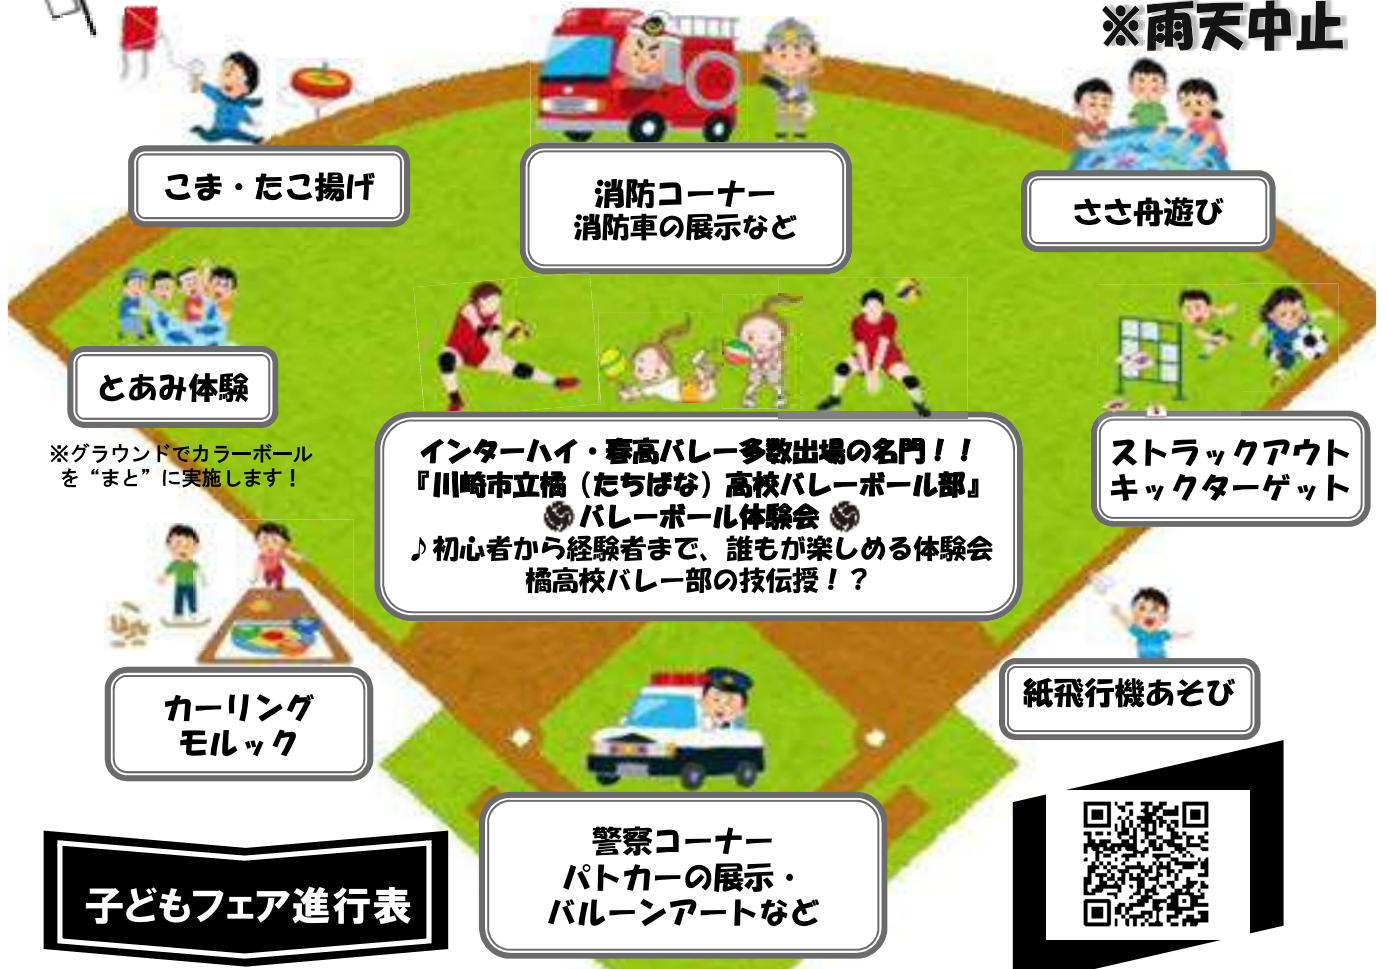 ※雨天中止
こま・たこ揚げ
消防コーナー
消防車の展示など
ささ舟遊び
とあみ体験
※グラウンドでカラーボール
を“まと”に実施します！
インターハイ・春高バレー多数出場の名門！！
『川崎市立橘（たちばな）高校バレーボール部』
バレーボール体験会
♪初心者から経験者まで、誰もが楽しめる体験会
橘高校バレー部の技伝授！？
ストラックアウト
キックターゲット
カーリング
モルック
紙飛行機あそび
警察コーナー
パトカーの展示・
バルーンアートなど
子どもフェア進行表